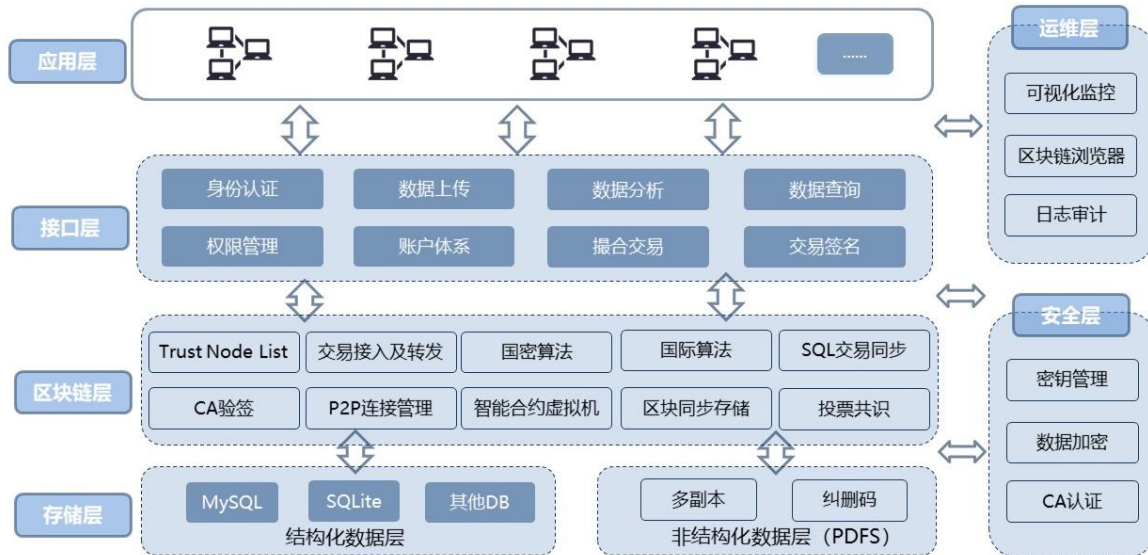 应用层
......
接口层
身份认证 数据上传 数据分析 数据查询
权限管理 账户体系 撮合交易 交易签名
区块链层
Trust Node List 交易接入及转发 国密算法 国际算法 SQL交易同步
CA验签 P2P连接管理 智能合约虚拟机 区块同步存储 投票共识
存储层
MySQL SQLite 其他DB
结构化数据层
多副本 纠删码
非结构化数据层（PDFS）
运维层
可视化监控
区块链浏览器
日志审计
安全层
密钥管理
数据加密
CA认证